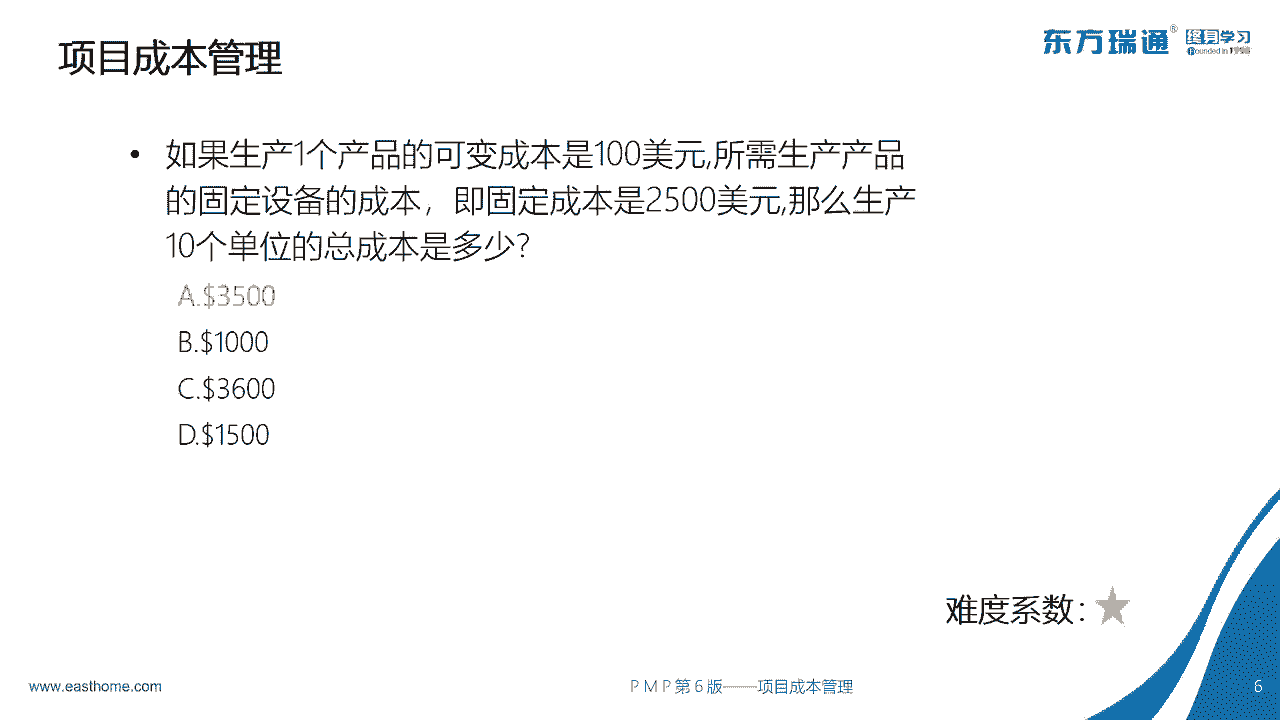 项目成本管理
东方瑞通®
终身学习
• 如果生产1个产品的可变成本是100美元,所需生产产品
的固定设备的成本，即固定成本是2500美元,那么生产
10个单位的总成本是多少?
A.$3500
B.$1000
C.$3600
D.$1500
难度系数：
www.easthome.com
PMP第6版——项目成本管理
6